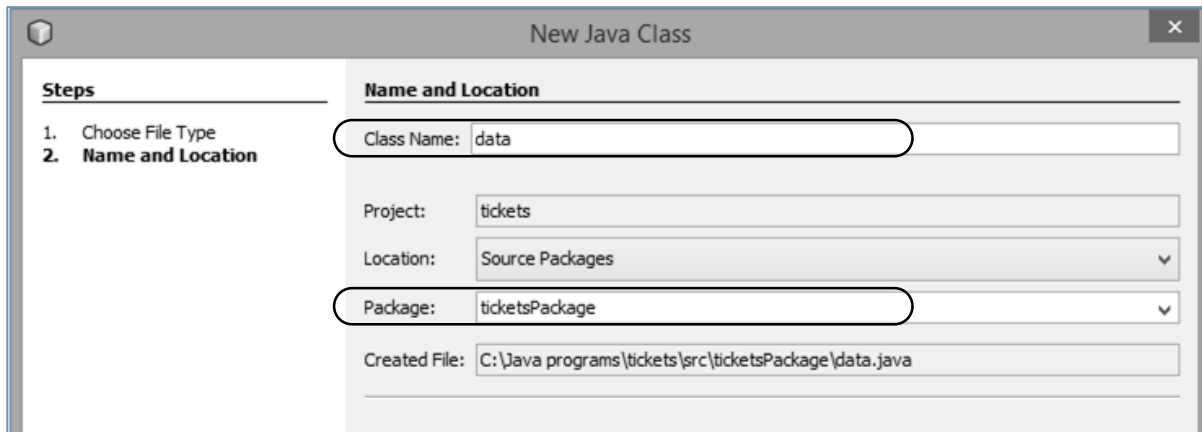 New Java Class
Steps
1. Choose File Type
2. Name and Location
Name and Location
Class Name: data
Project: tickets
Location: Source Packages
Package: ticketsPackage
Created File: C:\Java programs\tickets\src\ticketsPackage\data.java